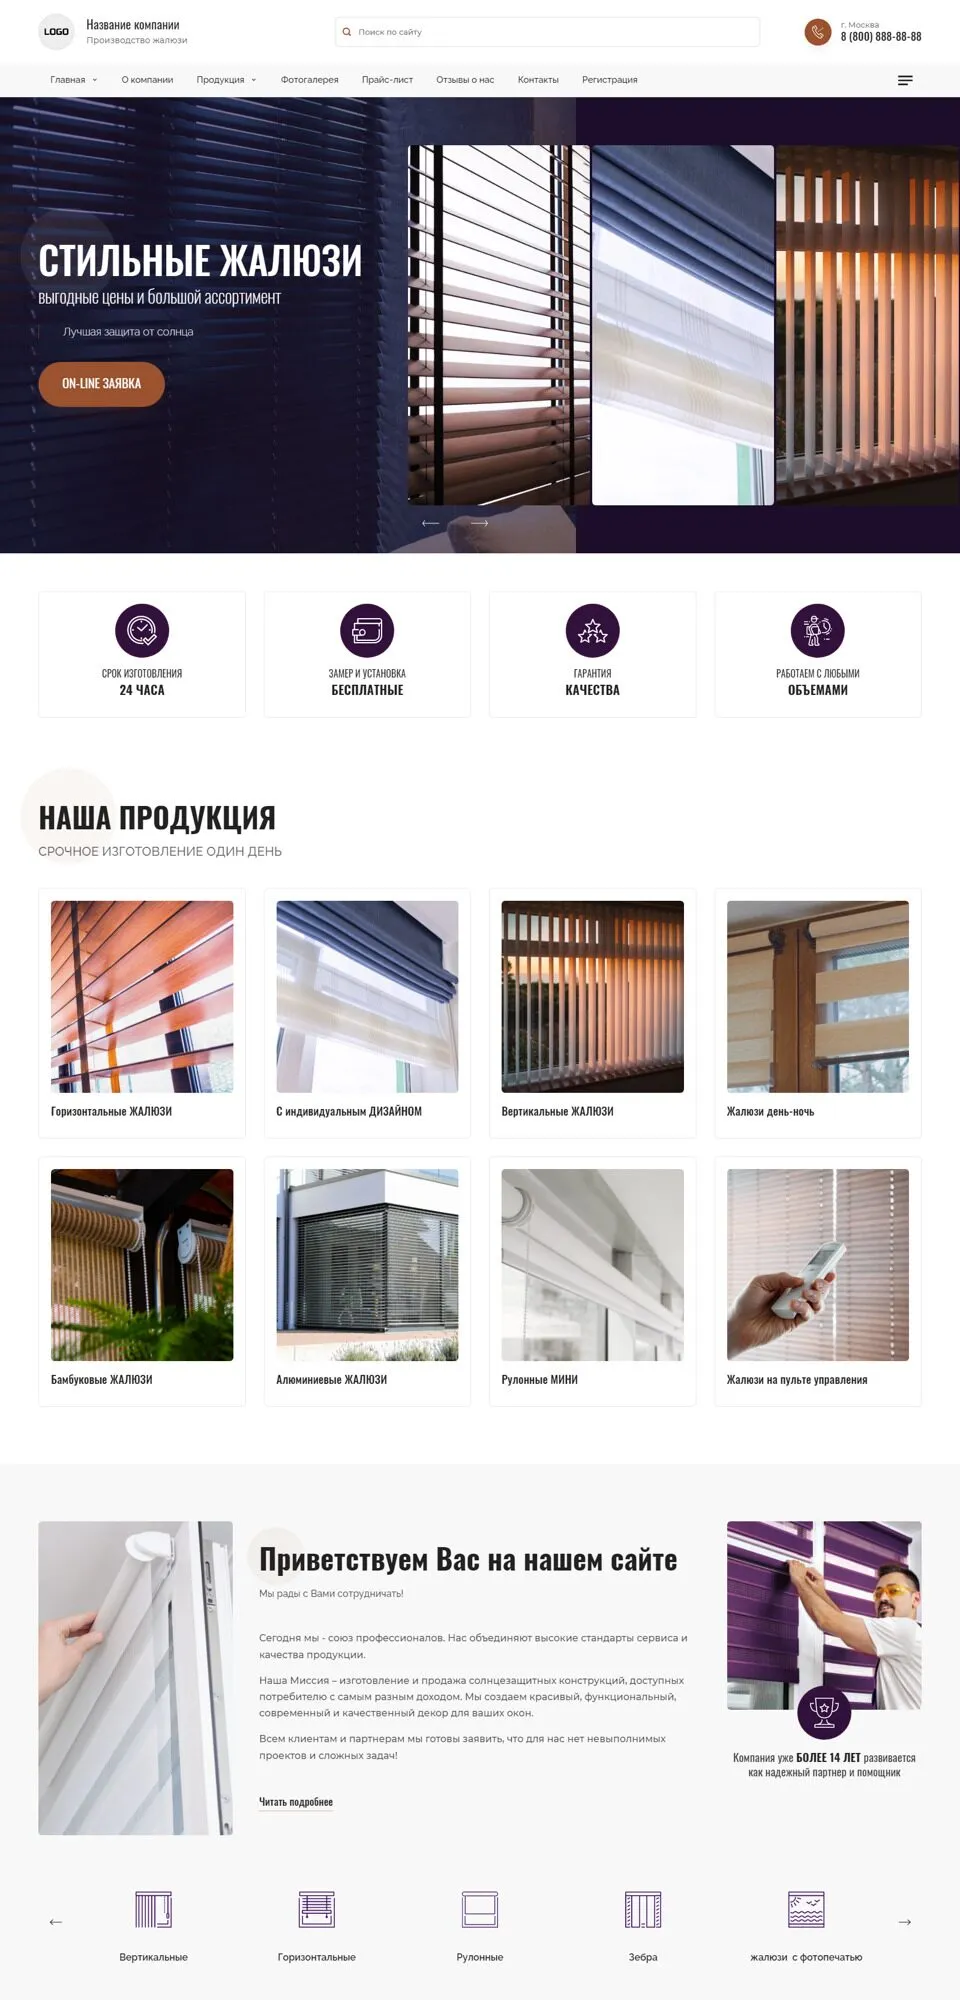 LOGO
Название компании
Производство жалюзи
Поиск по сайту
г. Москва
8 (800) 888-88-88
Главная
О компании
Продукция
Фотогалерея
Прайс-лист
Отзывы о нас
Контакты
Регистрация
СТИЛЬНЫЕ ЖАЛЮЗИ
выгодные цены и большой ассортимент
Лучшая защита от солнца
ON-LINE ЗАЯВКА
СРОК ИЗГОТОВЛЕНИЯ
24 ЧАСА
ЗАМЕР И УСТАНОВКА
БЕСПЛАТНЫЕ
ГАРАНТИЯ
КАЧЕСТВА
РАБОТАЕМ С ЛЮБЫМИ
ОБЪЕМАМИ
НАША ПРОДУКЦИЯ
СРОЧНОЕ ИЗГОТОВЛЕНИЕ ОДИН ДЕНЬ
Горизонтальные ЖАЛЮЗИ
С индивидуальным ДИЗАЙНОМ
Вертикальные ЖАЛЮЗИ
Жалюзи день-ночь
Бамбуковые ЖАЛЮЗИ
Алюминиевые ЖАЛЮЗИ
Рулонные МИНИ
Жалюзи на пульте управления
Приветствуем Вас на нашем сайте
Мы рады с Вами сотрудничать!
Сегодня мы - союз профессионалов. Нас объединяют высокие стандарты сервиса и
качества продукции.
Наша Миссия – изготовление и продажа солнцезащитных конструкций, доступных
потребителю с самым разным доходом. Мы создаем красивый, функциональный,
современный и качественный декор для ваших окон.
Всем клиентам и партнерам мы готовы заявить, что для нас нет невыполнимых
проектов и сложных задач!
Читать подробнее
Компания уже БОЛЕЕ 14 ЛЕТ развивается
как надежный партнер и помощник
Вертикальные
Горизонтальные
Рулонные
Зебра
жалюзи с фотопечатью